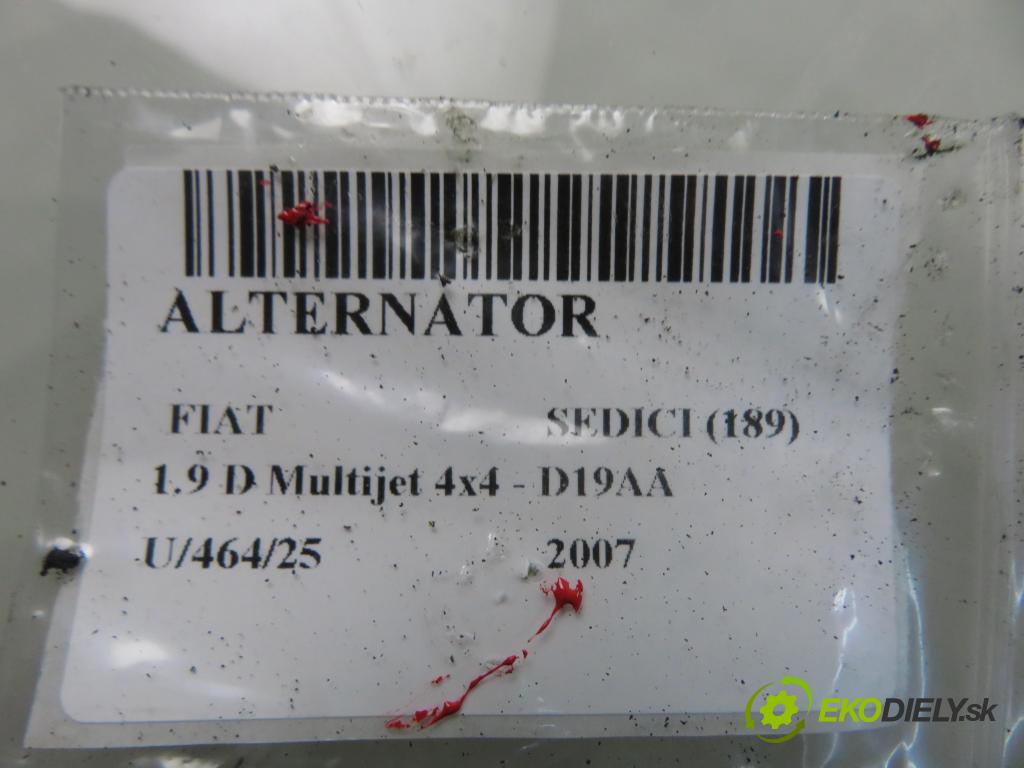 ALTERNATOR
FIAT SEDICI (189)
1.9 D Multijet 4x4 - D19AA
U/464/25 2007
EKODIELY.sk